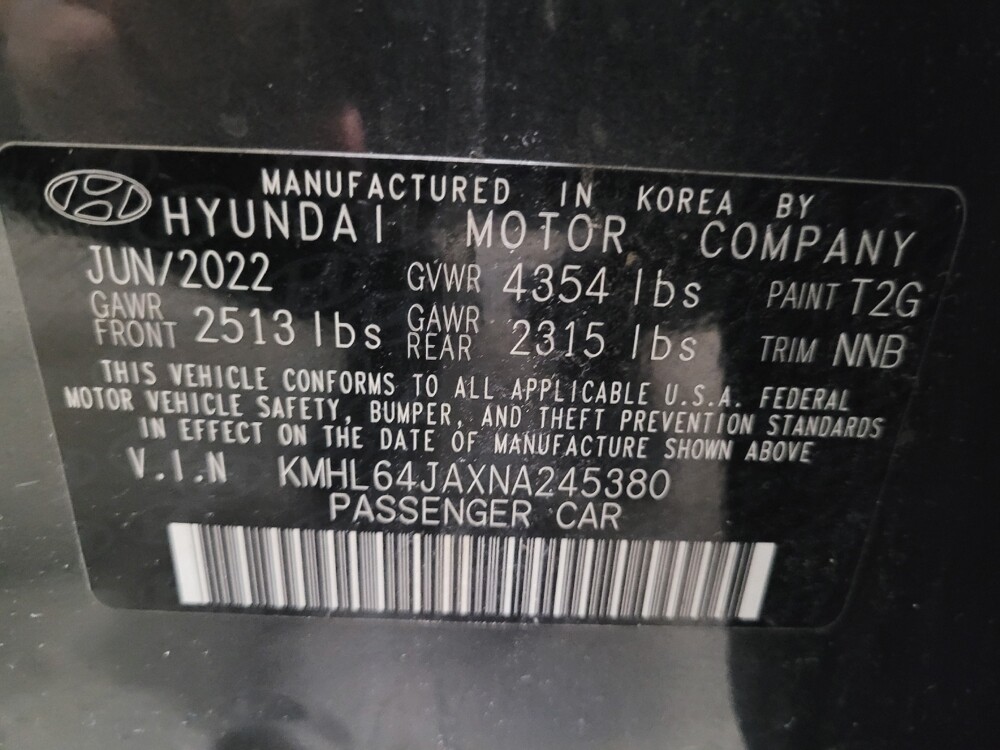 MANUFACTURED IN KOREA BY
HYUNDAI MOTOR COMPANY
JUN/2022 GVWR 4354 lbs PAINT T2G
GAWR FRONT 2513 lbs GAWR REAR 2315 lbs TRIM NNB
THIS VEHICLE CONFORMS TO ALL APPLICABLE U.S.A. FEDERAL
MOTOR VEHICLE SAFETY, BUMPER, AND THEFT PREVENTION STANDARDS
IN EFFECT ON THE DATE OF MANUFACTURE SHOWN ABOVE
V.I.N KMHL64JAXNA245380
PASSENGER CAR